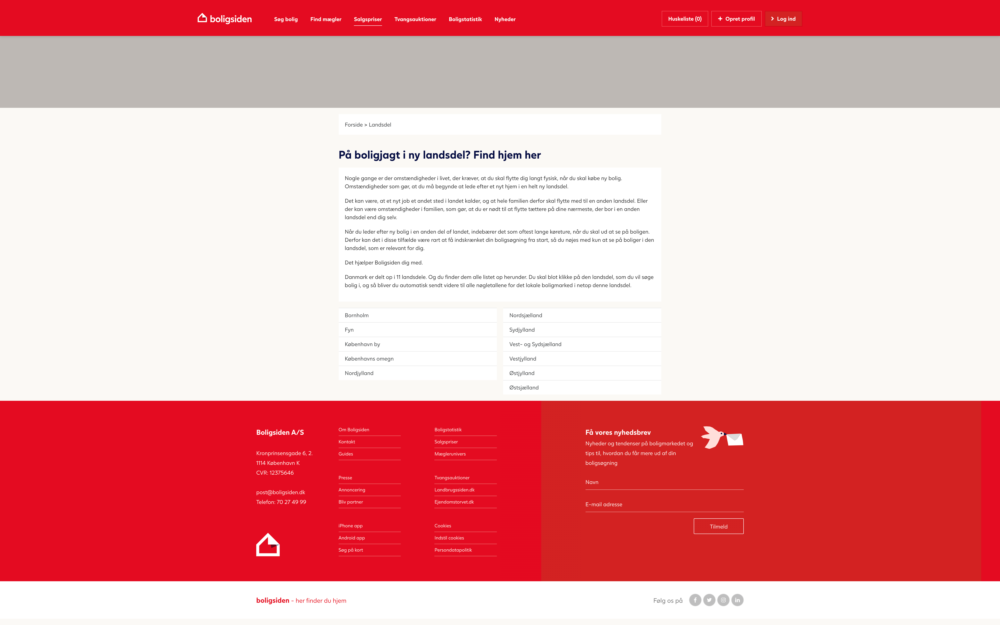 boligsiden
Søg bolig
Find mægler
Salgspriser
Tvangsauktioner
Boligstatistik
Nyheder
Huskeliste (0)
Opret profil
Log ind
Forside > Landsdel
På boligjagt i ny landsdel? Find hjem her
Nogle gange er der omstændigheder i livet, der kræver, at du skal flytte dig langt fysisk, når du skal købe ny bolig.
Omstændigheder som gør, at du må begynde at lede efter et nyt hjem i en helt ny landsdel.
Det kan være, at et nyt job et andet sted i landet kalder, og at hele familien derfor skal flytte med til en anden landsdel. Eller
der kan være omstændigheder i familien, som gør, at du er nødt til at flytte tættere på dine nærmeste, der bor i en anden
landsdel end dig selv.
Når du leder efter ny bolig i en anden del af landet, indebærer det som oftest lange køreture, når du skal ud at se på boligen.
Derfor kan det i disse tilfælde være rart at få indskrænket din boligsøgning fra start, så du nøjes med kun at se på boliger i den
landsdel, som er relevant for dig.
Det hjælper Boligsiden dig med.
Danmark er delt op i 11 landsdele. Og du finder dem alle listet op herunder. Du skal blot klikke på den landsdel, som du vil søge
bolig i, og så bliver du automatisk sendt videre til alle nøgletallene for det lokale boligmarked i netop denne landsdel.
Bornholm
Fyn
København by
Københavns omegn
Nordjylland
Nordsjælland
Sydjylland
Vest- og Sydsjælland
Vestjylland
Østjylland
Østsjælland
Boligsiden A/S
Kronprinsensgade 6, 2.
1114 København K
CVR: 12375646
post@boligsiden.dk
Telefon: 70 27 49 99
Om Boligsiden
Kontakt
Guides
Presse
Annoncering
Bliv partner
iPhone app
Android app
Søg på kort
Boligstatistik
Salgspriser
Mæglerunivers
Tvangsauktioner
Landbrugssiden.dk
Ejendomstorvet.dk
Cookies
Indstil cookies
Persondatapolitik
Få vores nyhedsbrev
Nyheder og tendenser på boligmarkedet og
tips til, hvordan du får mere ud af din
boligsøgning
Navn
E-mail adresse
Tilmeld
boligsiden - her finder du hjem
Følg os på